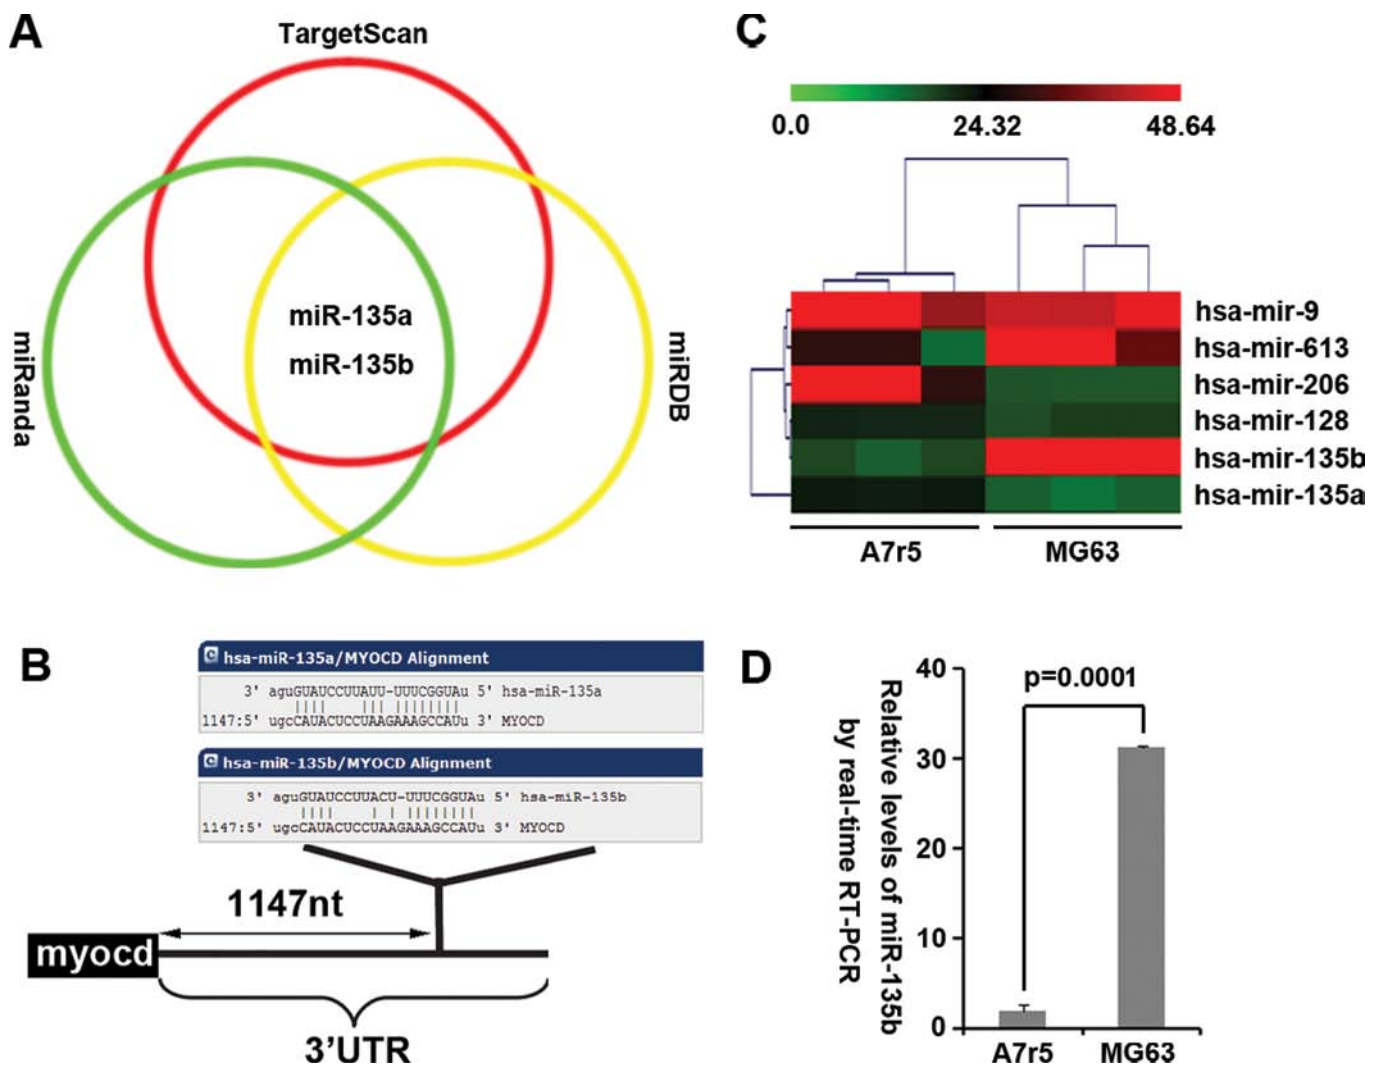 A
TargetScan
miR-135a
miR-135b
miRanda
miRDB
B
hsa-miR-135a/MYOCD Alignment
3' aguGUAUCCUUAUU-UUUCGGUAu 5' hsa-miR-135a
|||| ||| ||||||||
1147:5' ugcCAUACUCCUAAGAAAGCCAUu 3' MYOCD
hsa-miR-135b/MYOCD Alignment
3' aguGUAUCCUUACU-UUUCGGUAu 5' hsa-miR-135b
|||| | | ||||||||
1147:5' ugcCAUACUCCUAAGAAAGCCAUu 3' MYOCD
1147nt
myocd
3'UTR
C
0.0 24.32 48.64
hsa-mir-9
hsa-mir-613
hsa-mir-206
hsa-mir-128
hsa-mir-135b
hsa-mir-135a
A7r5 MG63
D
Relative levels of miR-135b
by real-time RT-PCR
40
30
20
10
0
p=0.0001
A7r5 MG63